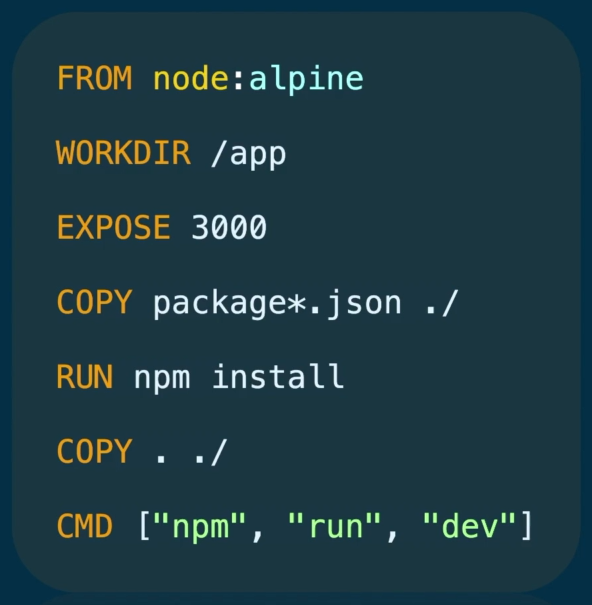 FROM node:alpine
WORKDIR /app
EXPOSE 3000
COPY package*.json ./
RUN npm install
COPY . ./
CMD ["npm", "run", "dev"]